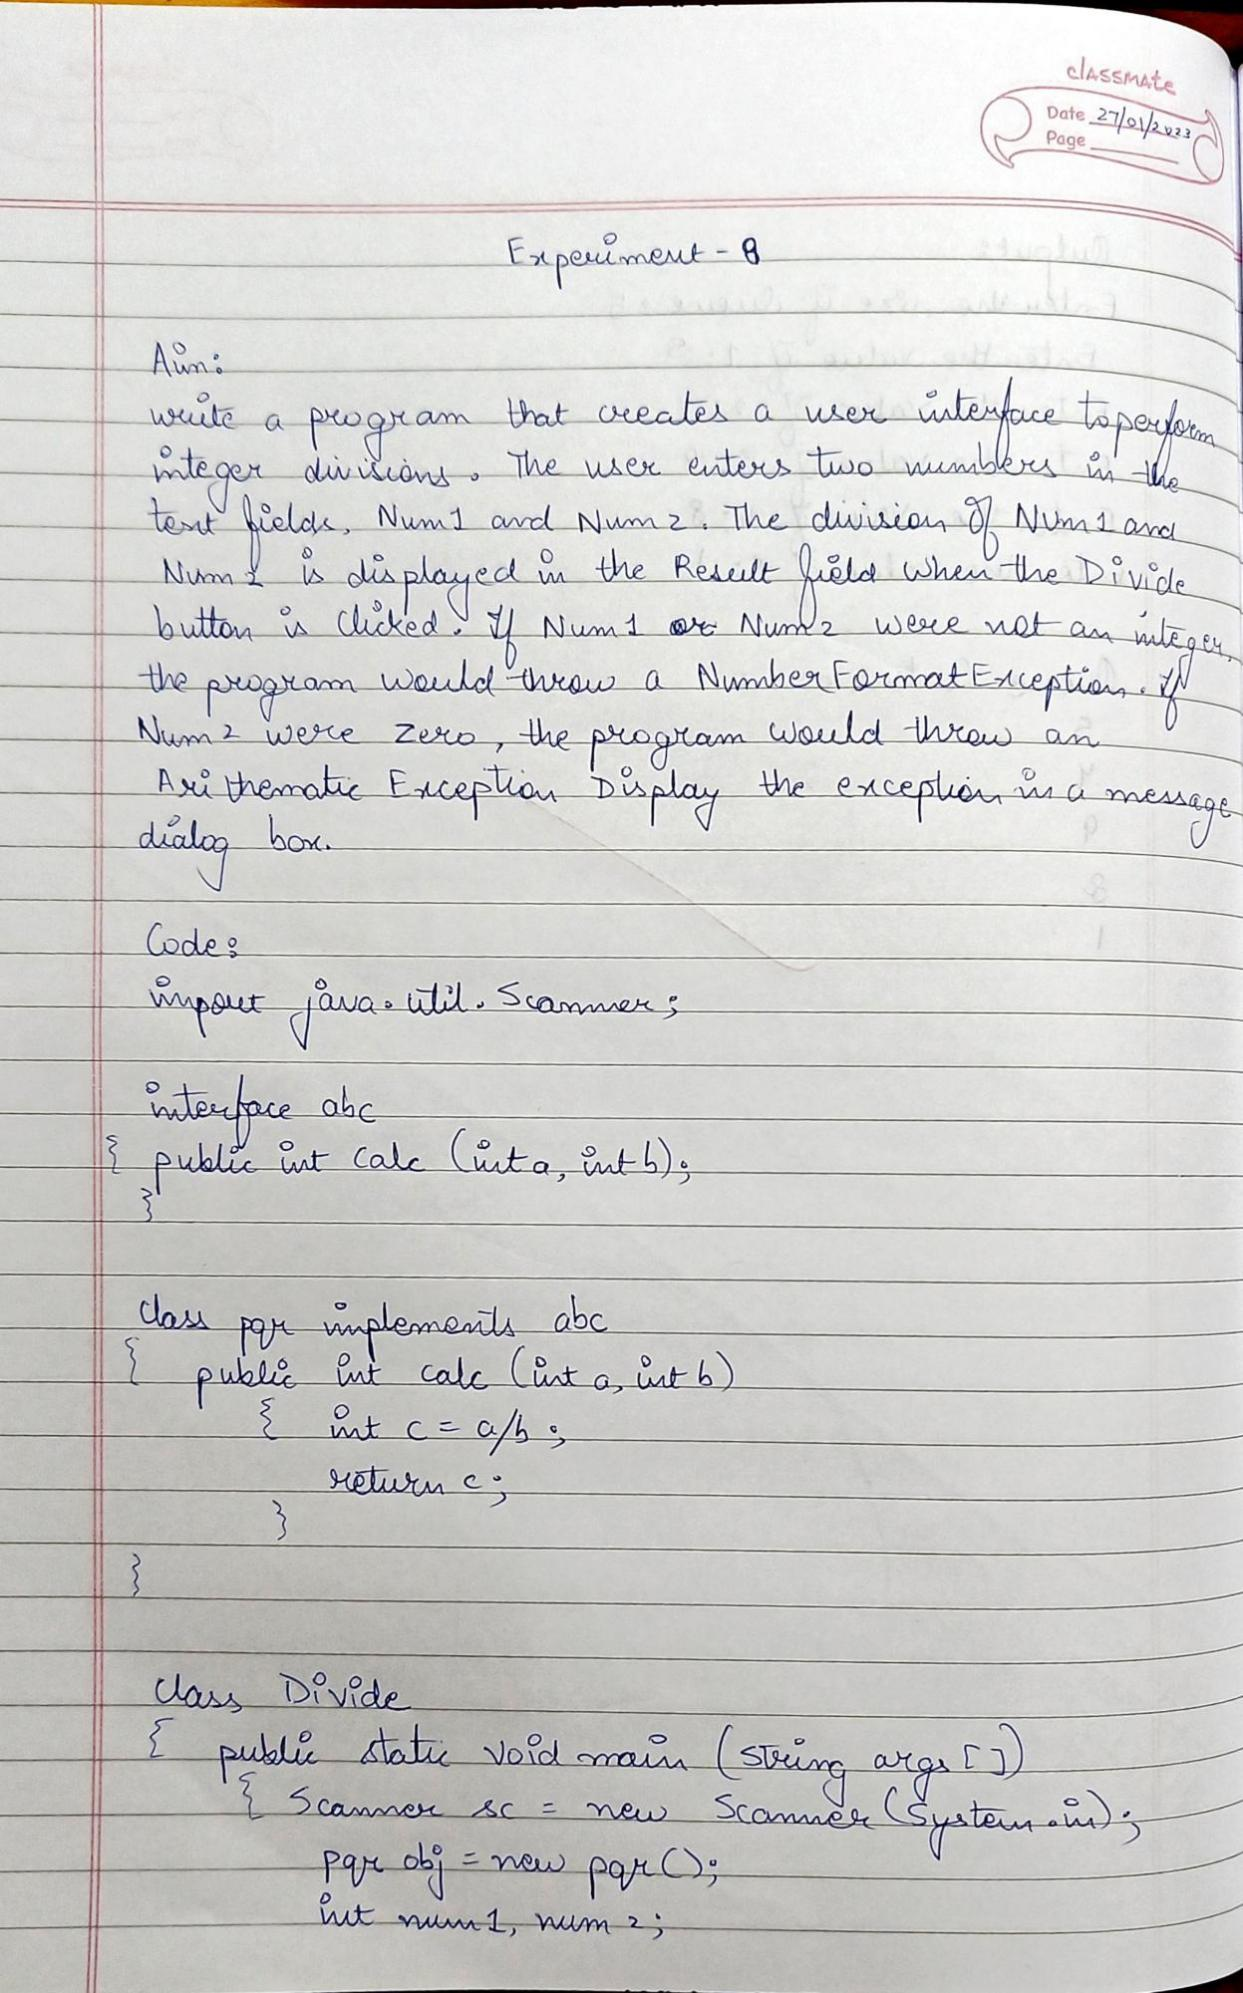 classmate
Date 27/01/2023
Page
Experiment - 8
Aim:
write a program that creates a user interface to perform
integer divisions. The user enters two numbers in the
text fields, Num1 and Num2. The division of Num1 and
Num2 is displayed in the Result field when the Divide
button is clicked. If Num1 or Num2 were not an integer,
the program would throw a NumberFormatException. If
Num2 were zero, the program would throw an
Arithematic Exception Display the exception in a message
dialog box.
Code:
import java.util.Scanner;
interface abc
{ public int calc (int a, int b);
}
class pqr implements abc
{ public int calc (int a, int b)
{ int c = a/b ;
return c;
}
}
class Divide
{ public static void main (String args[])
{ Scanner sc = new Scanner (System.in);
pqr obj = new pqr();
int num1, num2;